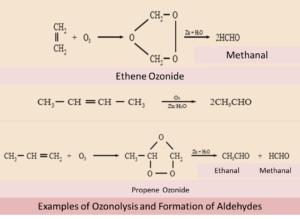 CH₂ = CH₂ + O₃ → CH₂ O O O CH₂ Zn + H₂O → 2HCHO
Methanal
Ethene Ozonide
CH₃ — CH = CH — CH₃ O₃ Zn/H₂O → 2CH₃CHO
CH₃ — CH = CH₂ + O₃ → CH₃ — CH O CH₂ O — O Zn + H₂O → CH₃CHO + HCHO
Ethanal Methanal
Propene Ozonide
Examples of Ozonolysis and Formation of Aldehydes